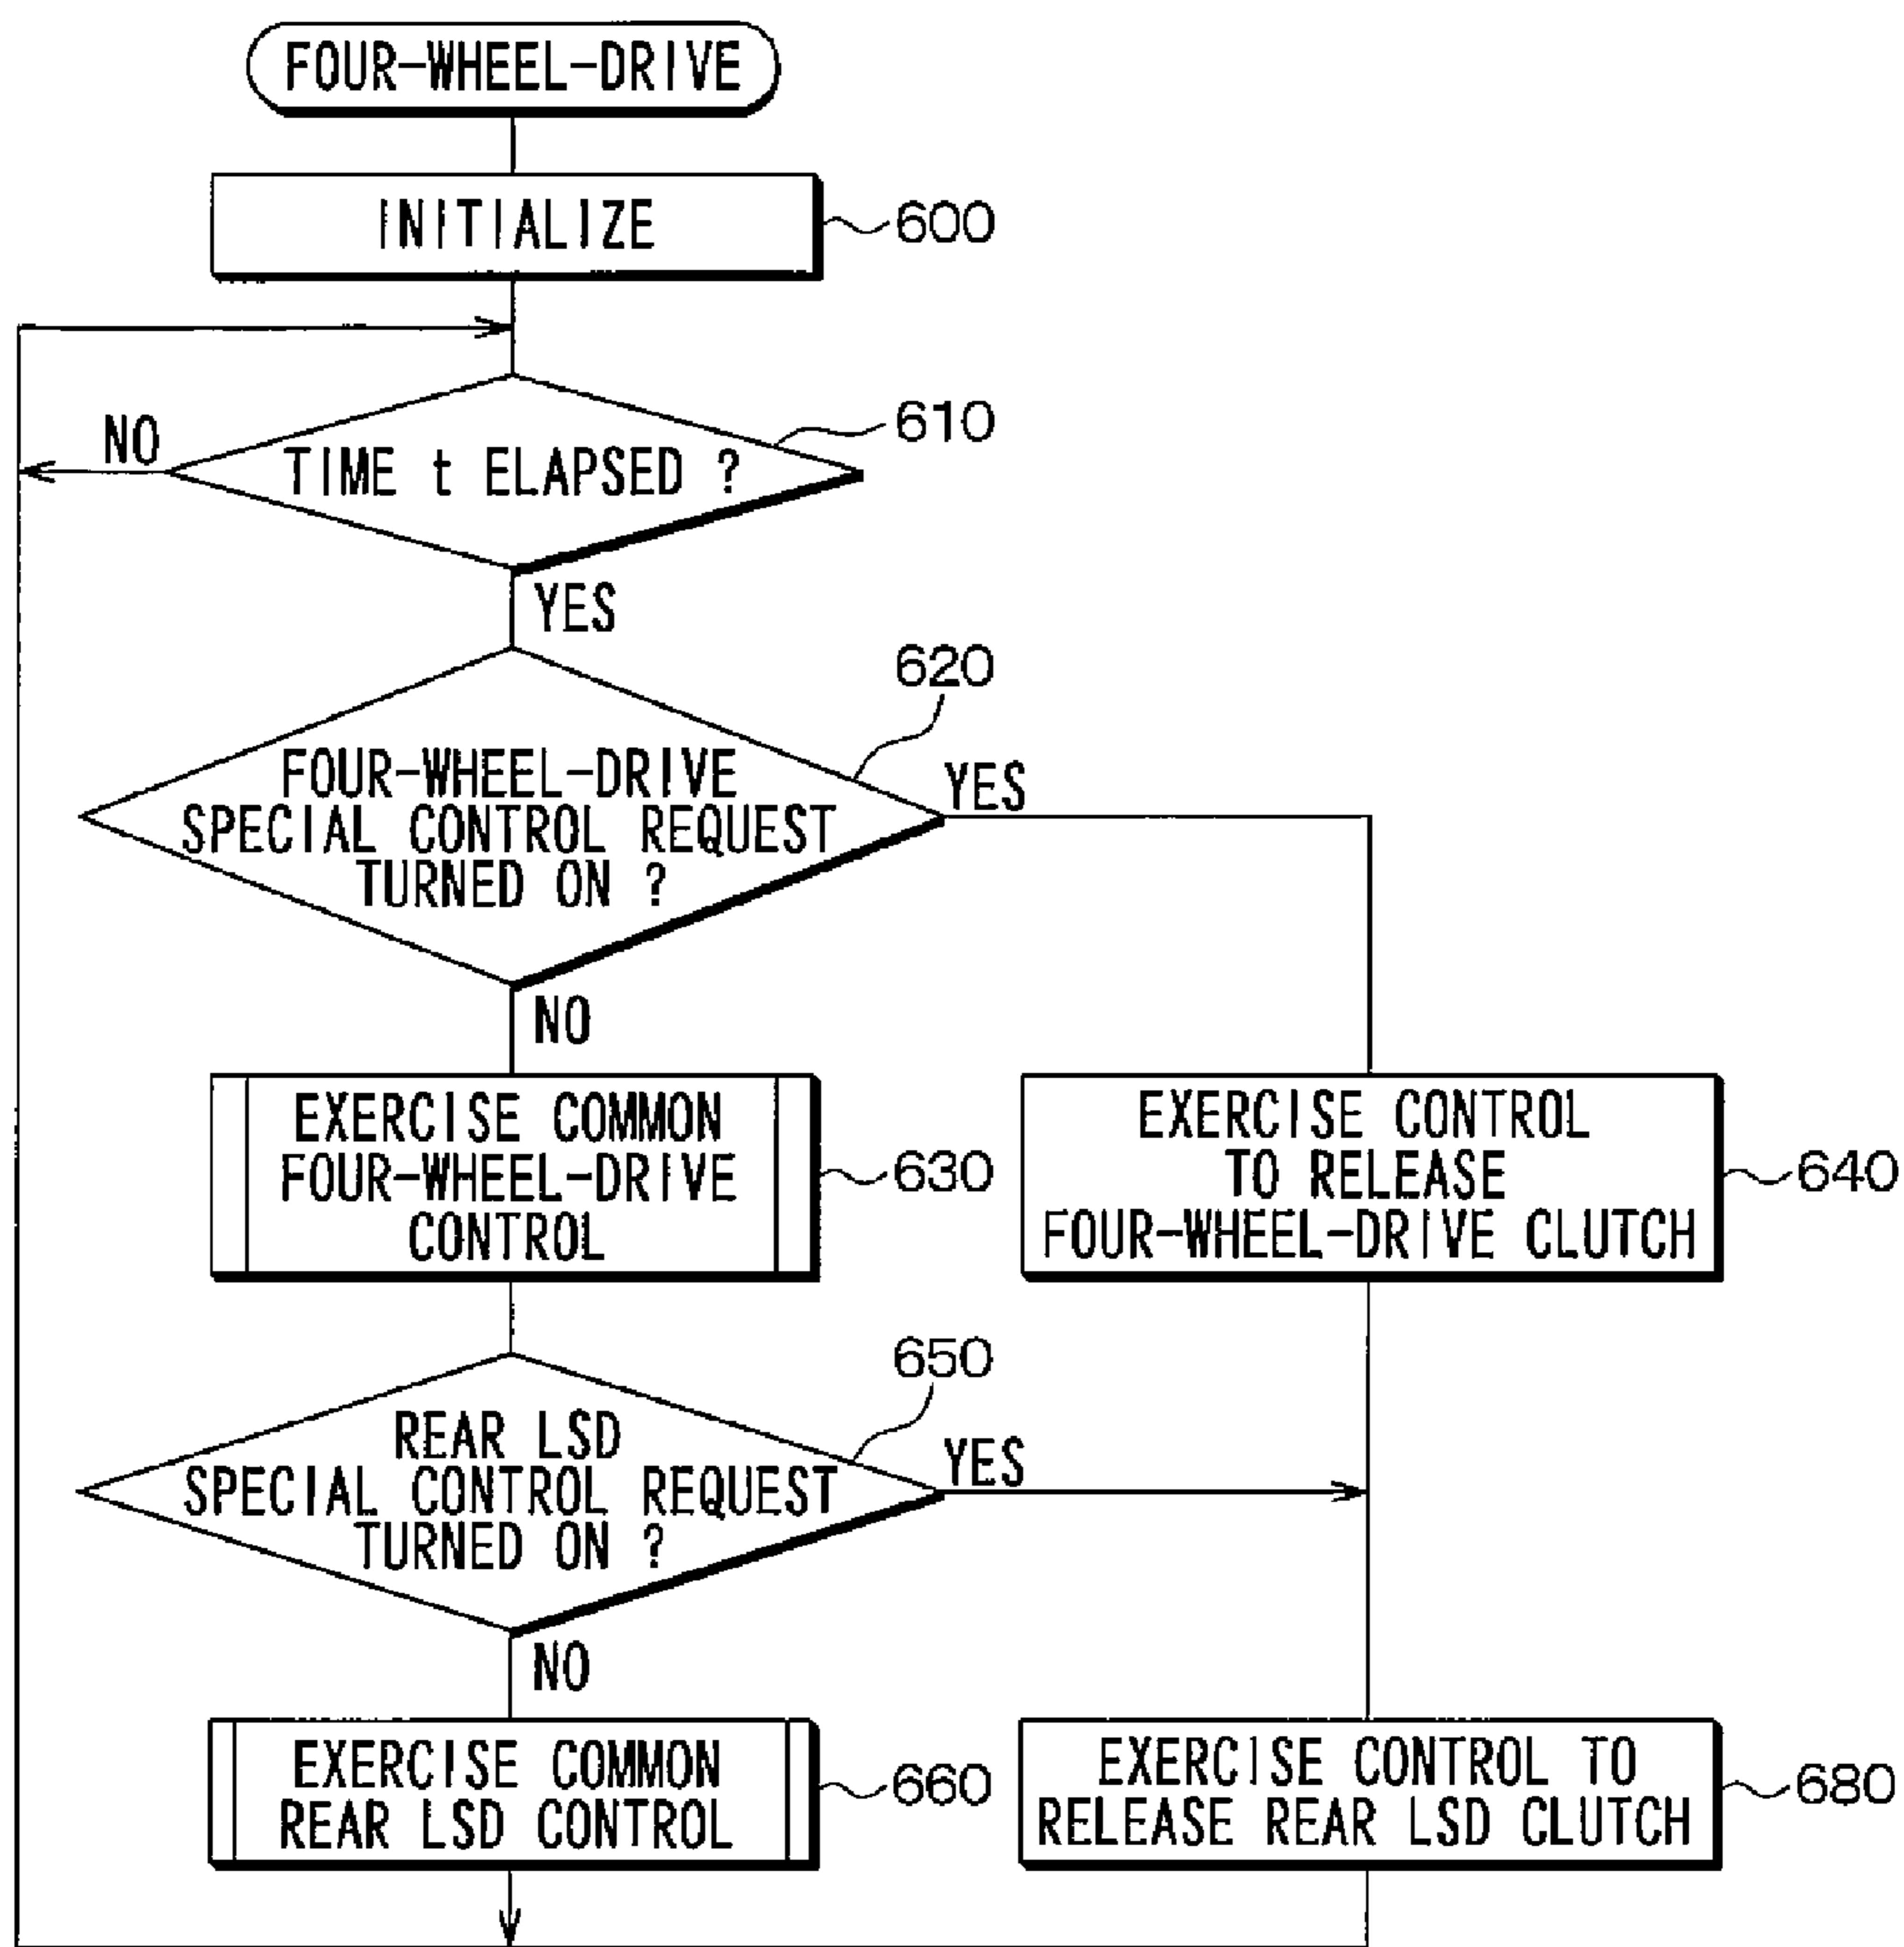 FOUR-WHEEL-DRIVE
INITIALIZE
600
NO
TIME t ELAPSED ?
610
YES
620
FOUR-WHEEL-DRIVE
SPECIAL CONTROL REQUEST
TURNED ON ?
YES
NO
EXERCISE COMMON
FOUR-WHEEL-DRIVE
CONTROL
630
EXERCISE CONTROL
TO RELEASE
FOUR-WHEEL-DRIVE CLUTCH
640
650
REAR LSD
SPECIAL CONTROL REQUEST
TURNED ON ?
YES
NO
EXERCISE COMMON
REAR LSD CONTROL
660
EXERCISE CONTROL TO
RELEASE REAR LSD CLUTCH
680